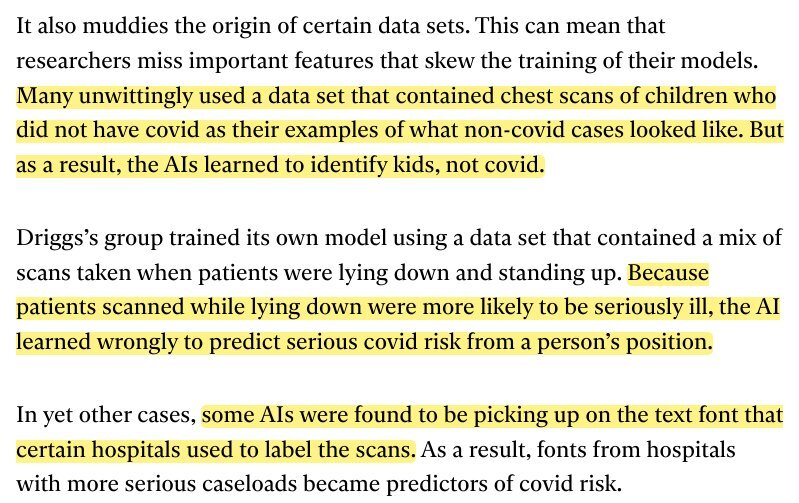 It also muddies the origin of certain data sets. This can mean that
researchers miss important features that skew the training of their models.
Many unwittingly used a data set that contained chest scans of children who
did not have covid as their examples of what non-covid cases looked like. But
as a result, the AIs learned to identify kids, not covid.
Driggs’s group trained its own model using a data set that contained a mix of
scans taken when patients were lying down and standing up. Because
patients scanned while lying down were more likely to be seriously ill, the AI
learned wrongly to predict serious covid risk from a person’s position.
In yet other cases, some AIs were found to be picking up on the text font that
certain hospitals used to label the scans. As a result, fonts from hospitals
with more serious caseloads became predictors of covid risk.